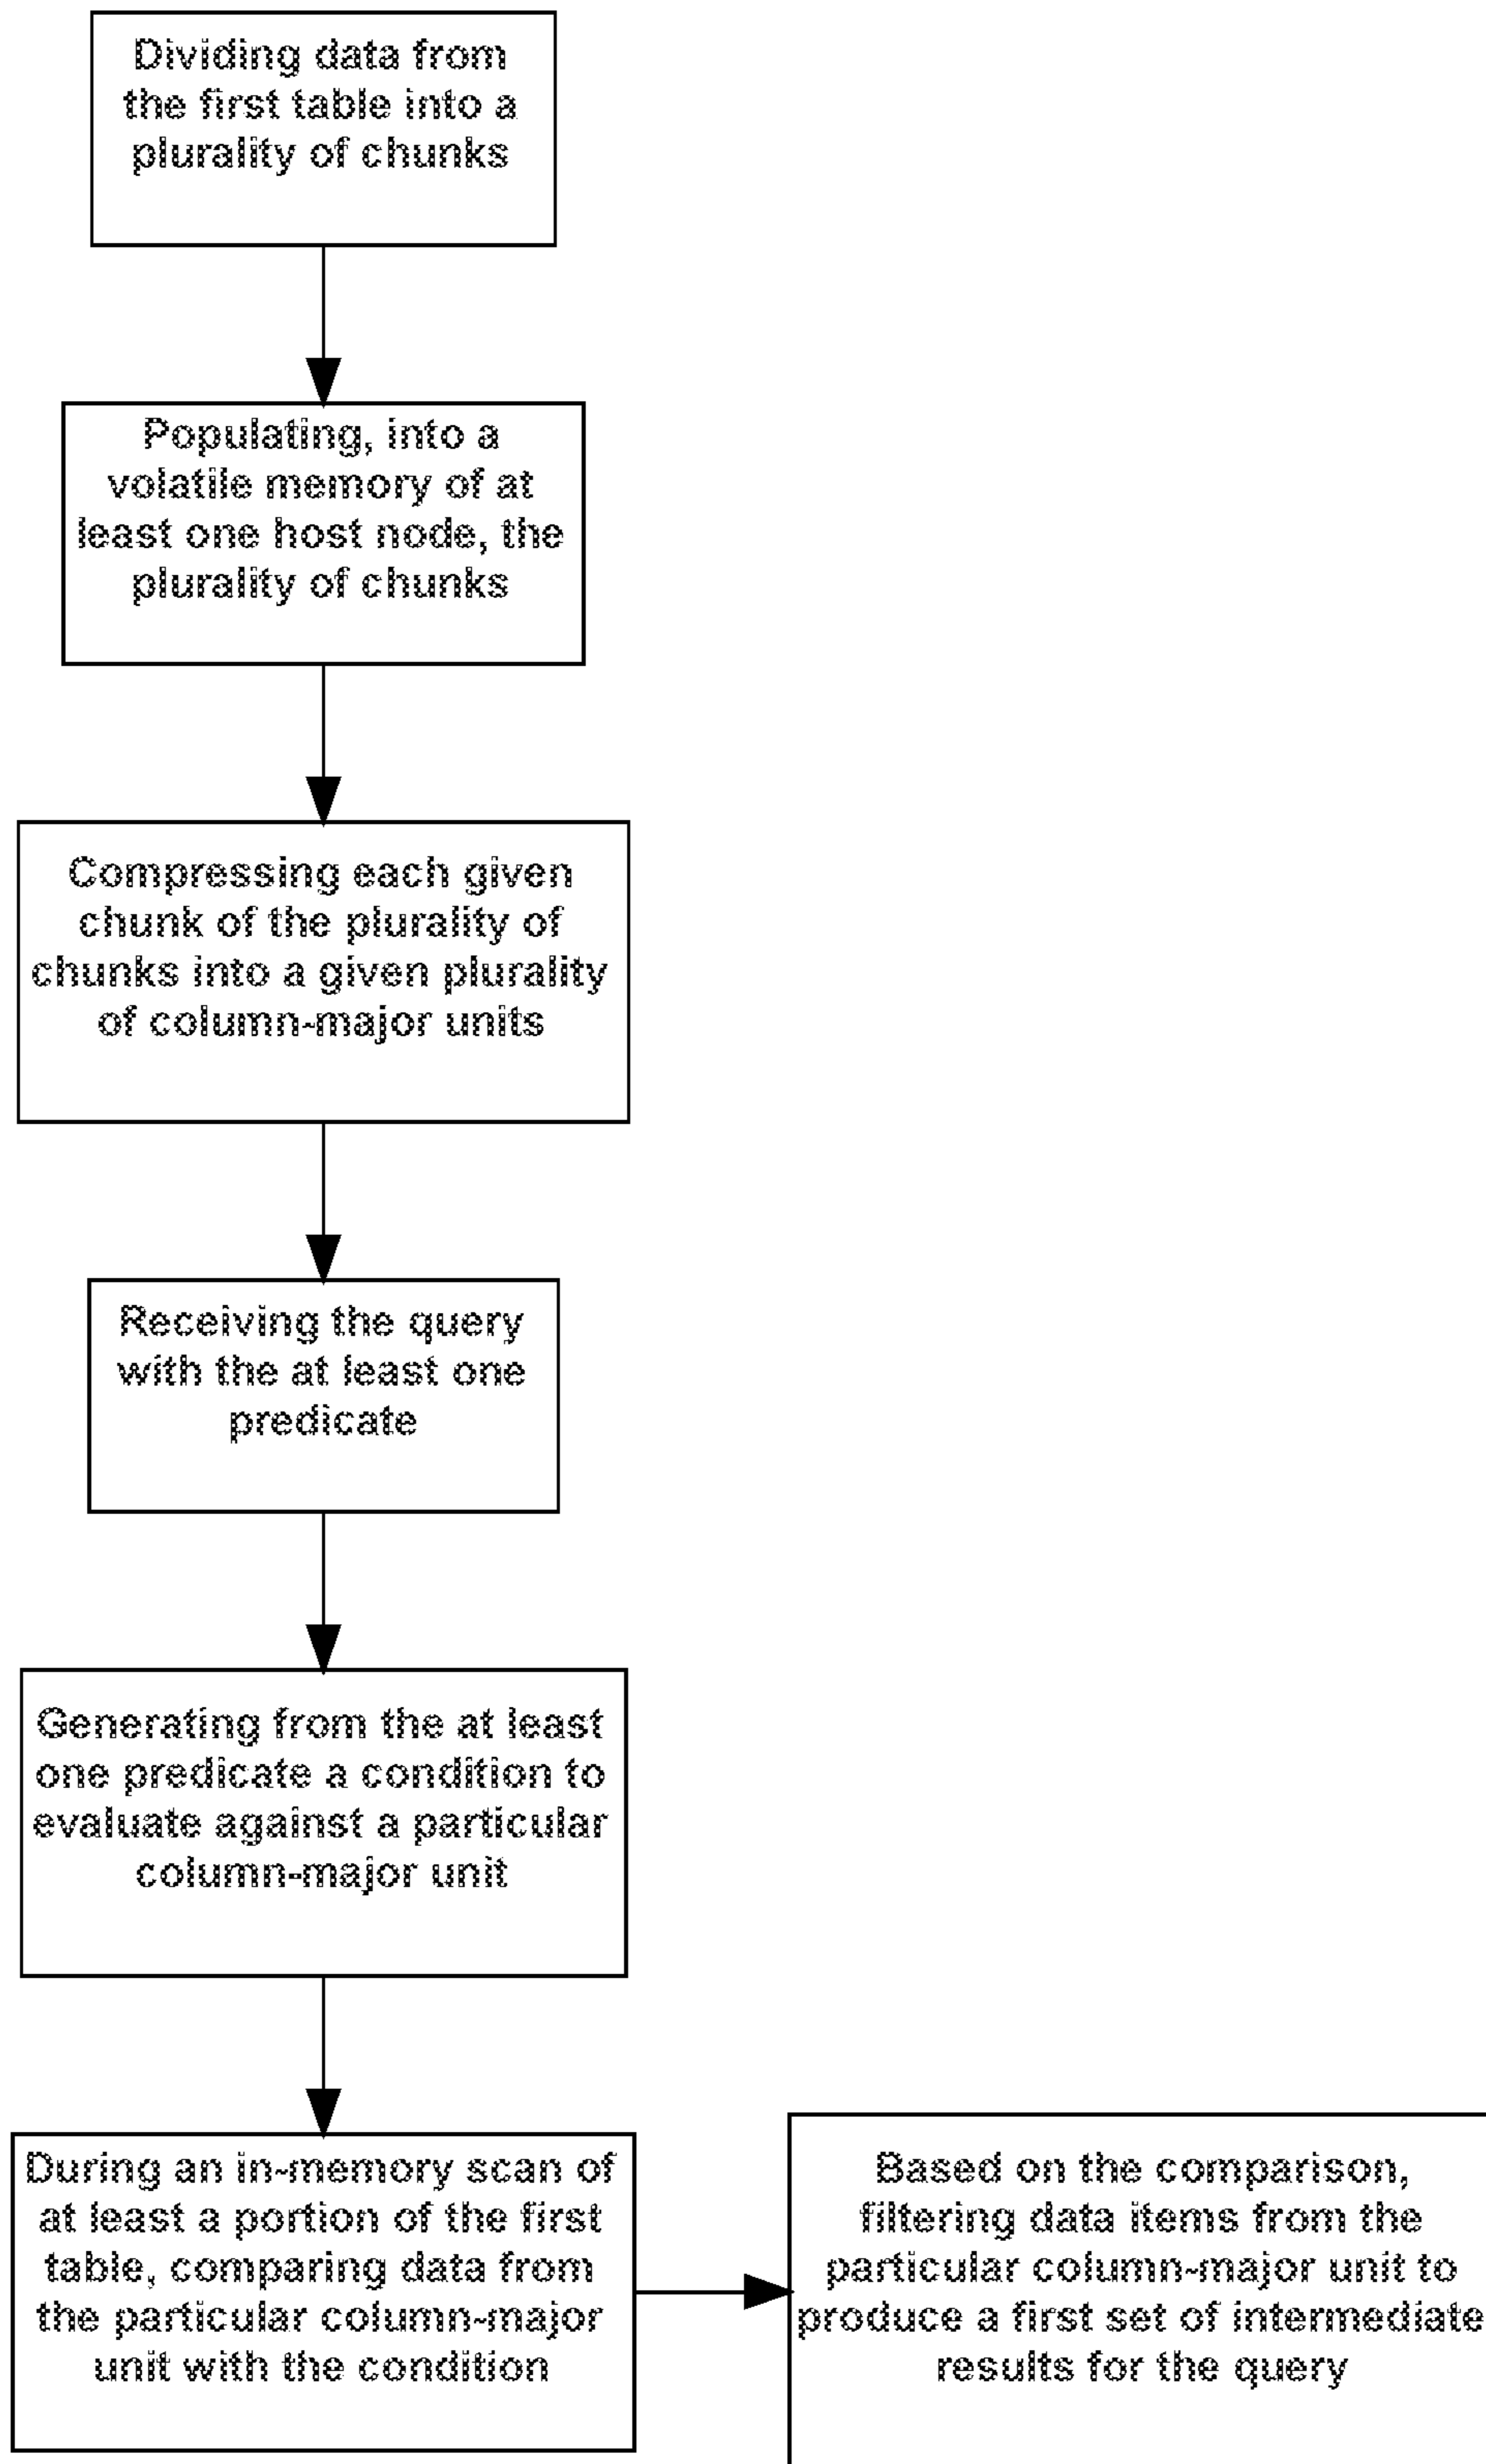 Dividing data from
the first table into a
plurality of chunks
Populating, into a
volatile memory of at
least one host node, the
plurality of chunks
Compressing each given
chunk of the plurality of
chunks into a given plurality
of column-major units
Receiving the query
with the at least one
predicate
Generating from the at least
one predicate a condition to
evaluate against a particular
column-major unit
During an in-memory scan of
at least a portion of the first
table, comparing data from
the particular column-major
unit with the condition
Based on the comparison,
filtering data items from the
particular column-major unit to
produce a first set of intermediate
results for the query